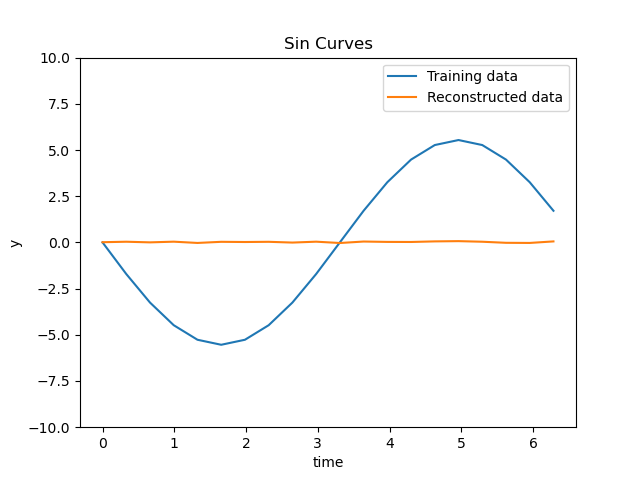 Sin Curves
Training data
Reconstructed data
10.0
7.5
5.0
2.5
0.0
−2.5
−5.0
−7.5
−10.0
y
0 1 2 3 4 5 6
time